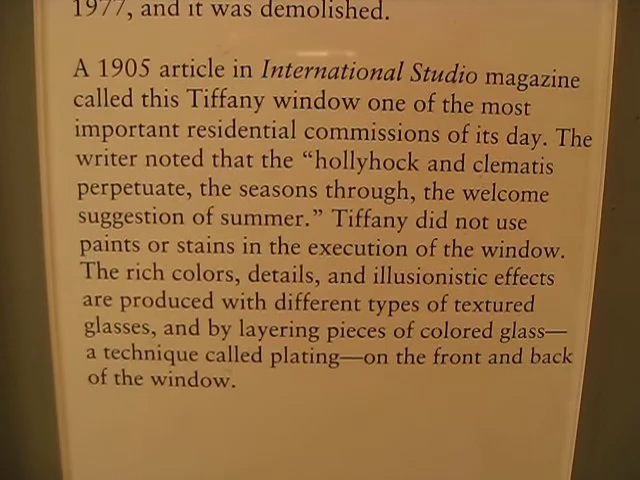 1977, and it was demolished.
A 1905 article in International Studio magazine
called this Tiffany window one of the most
important residential commissions of its day. The
writer noted that the “hollyhock and clematis
perpetuate, the seasons through, the welcome
suggestion of summer.” Tiffany did not use
paints or stains in the execution of the window.
The rich colors, details, and illusionistic effects
are produced with different types of textured
glasses, and by layering pieces of colored glass—
a technique called plating—on the front and back
of the window.